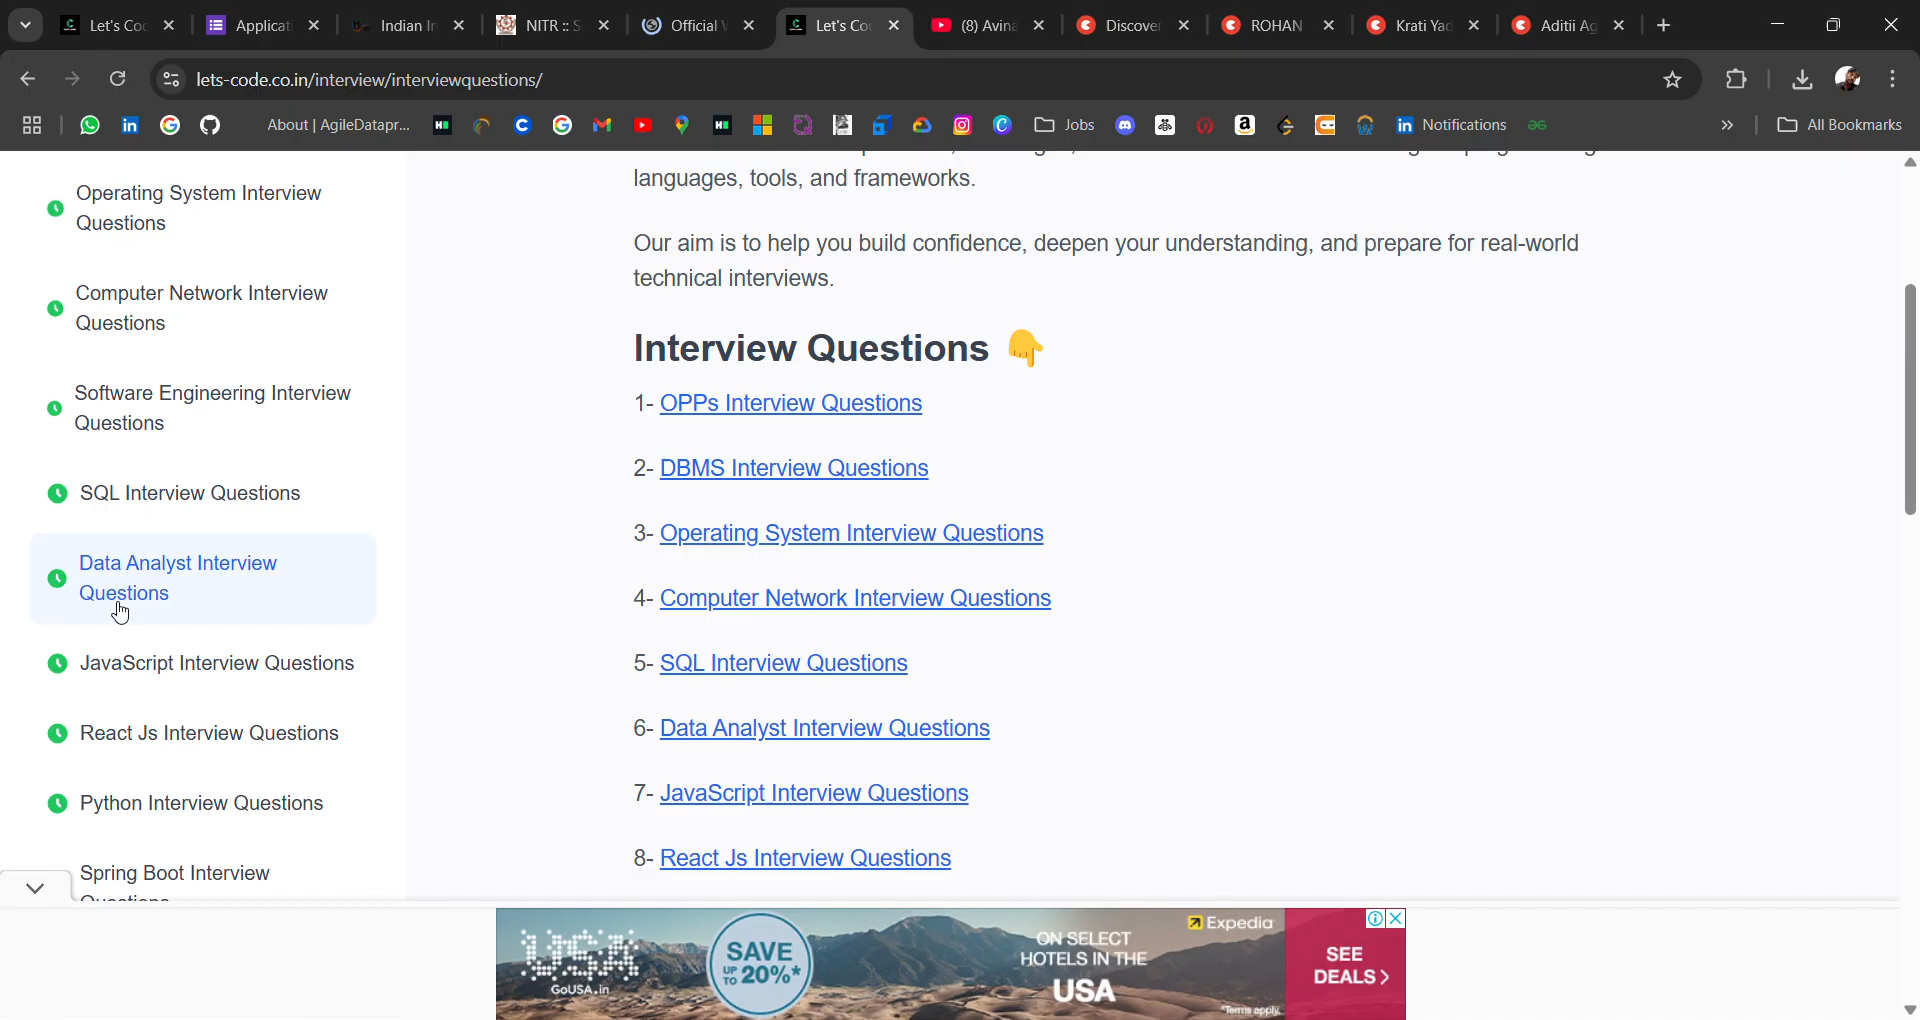 Let's Co
Applicat
Indian In
NITR :: S
Official
Let's Co
(8) Avina
Discover
ROHAN
Krati Yad
Aditii Ag
lets-code.co.in/interview/interviewquestions/
About | AgileDatapr...
Jobs
Notifications
All Bookmarks
Operating System Interview
Questions
Computer Network Interview
Questions
Software Engineering Interview
Questions
SQL Interview Questions
Data Analyst Interview
Questions
JavaScript Interview Questions
React Js Interview Questions
Python Interview Questions
Spring Boot Interview
Questions
languages, tools, and frameworks.
Our aim is to help you build confidence, deepen your understanding, and prepare for real-world
technical interviews.
Interview Questions 👇
1- OPPs Interview Questions
2- DBMS Interview Questions
3- Operating System Interview Questions
4- Computer Network Interview Questions
5- SQL Interview Questions
6- Data Analyst Interview Questions
7- JavaScript Interview Questions
8- React Js Interview Questions
USA
GoUSA.in
SAVE
UP TO 20%*
ON SELECT
HOTELS IN THE
USA
Expedia
*Terms apply.
SEE
DEALS >